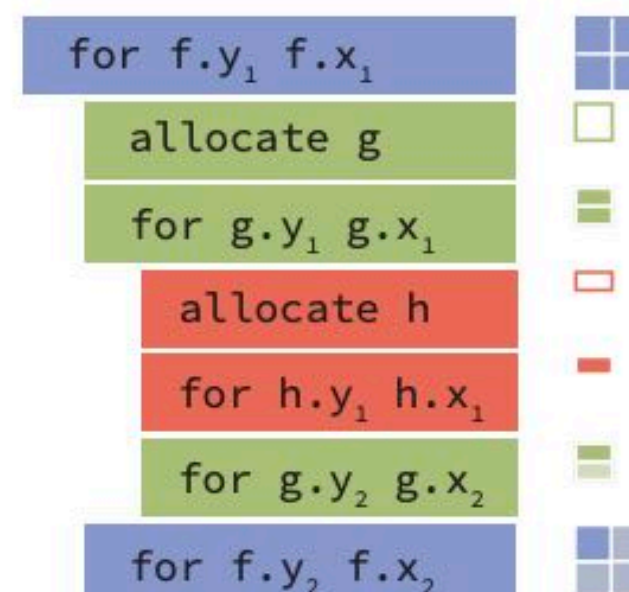 for f.y₁ f.x₁
allocate g
for g.y₁ g.x₁
allocate h
for h.y₁ h.x₁
for g.y₂ g.x₂
for f.y₂ f.x₂